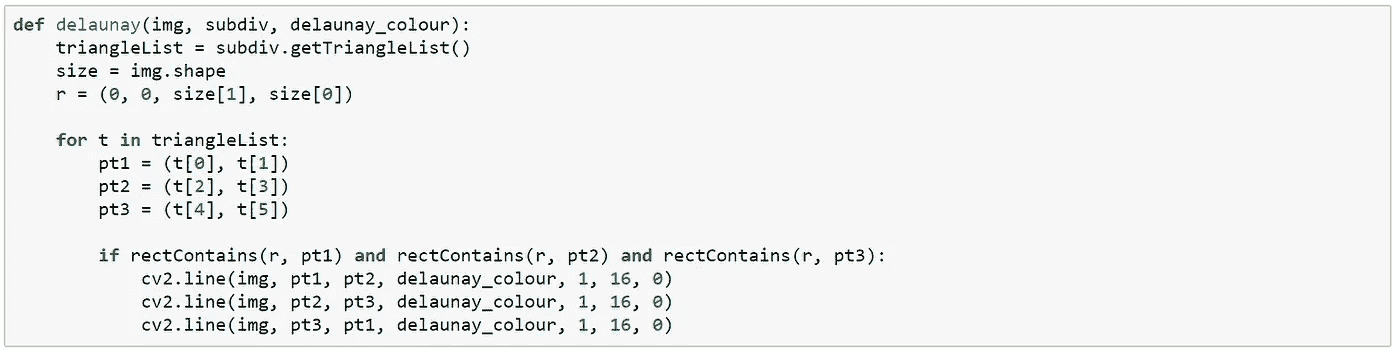 def delaunay(img, subdiv, delaunay_colour):
    triangleList = subdiv.getTriangleList()
    size = img.shape
    r = (0, 0, size[1], size[0])

    for t in triangleList:
        pt1 = (t[0], t[1])
        pt2 = (t[2], t[3])
        pt3 = (t[4], t[5])

        if rectContains(r, pt1) and rectContains(r, pt2) and rectContains(r, pt3):
            cv2.line(img, pt1, pt2, delaunay_colour, 1, 16, 0)
            cv2.line(img, pt2, pt3, delaunay_colour, 1, 16, 0)
            cv2.line(img, pt3, pt1, delaunay_colour, 1, 16, 0)